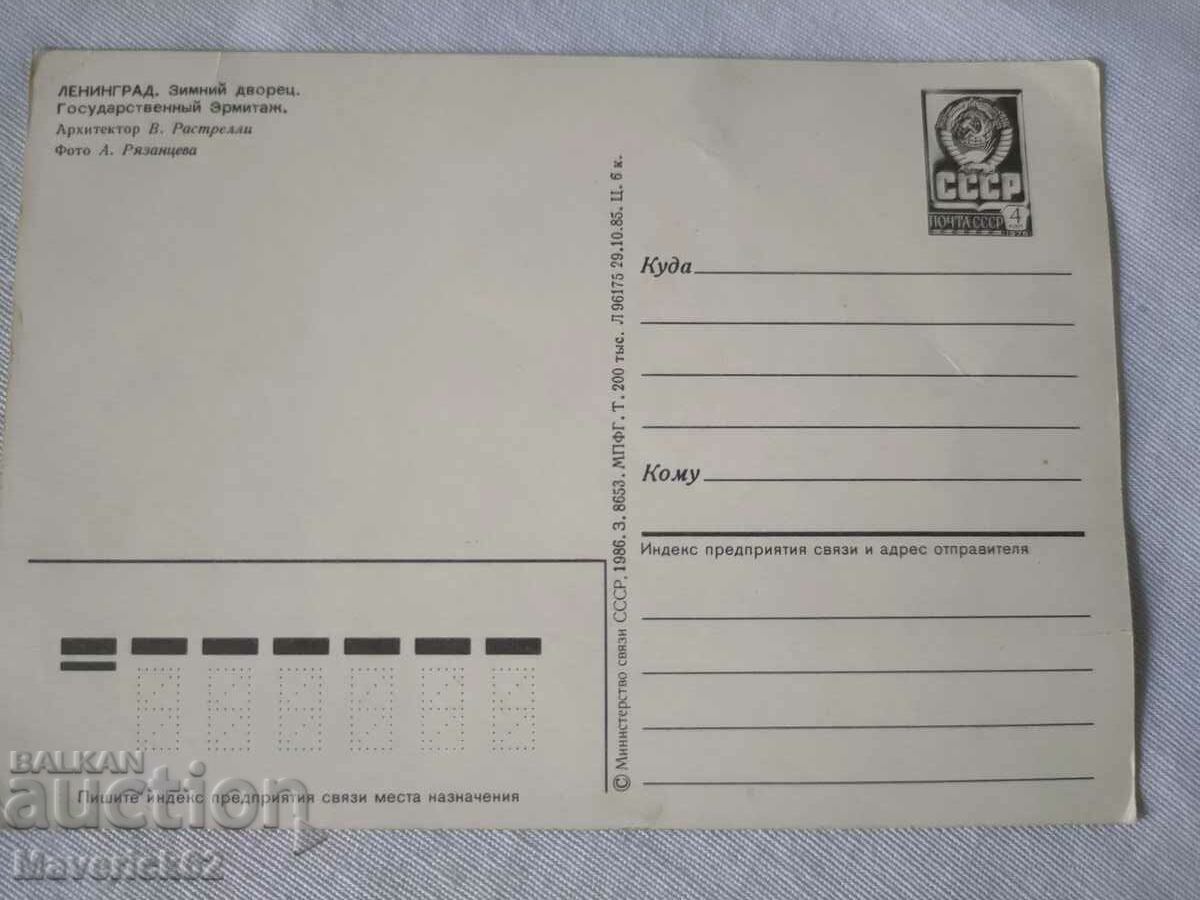 ЛЕНИНГРАД. Зимний дворец.
Государственный Эрмитаж.
Архитектор В. Растрелли
Фото А. Рязанцева
СССР
ПОЧТА СССР 4
Куда
Кому
Индекс предприятия связи и адрес отправителя
© Министерство связи СССР, 1986. З. 8653. МПФГ. Т. 200 тыс. Л 96175 29.10.85. Ц. 6 к.
Пишите индекс предприятия связи места назначения
BALKAN
auction
Maverick62